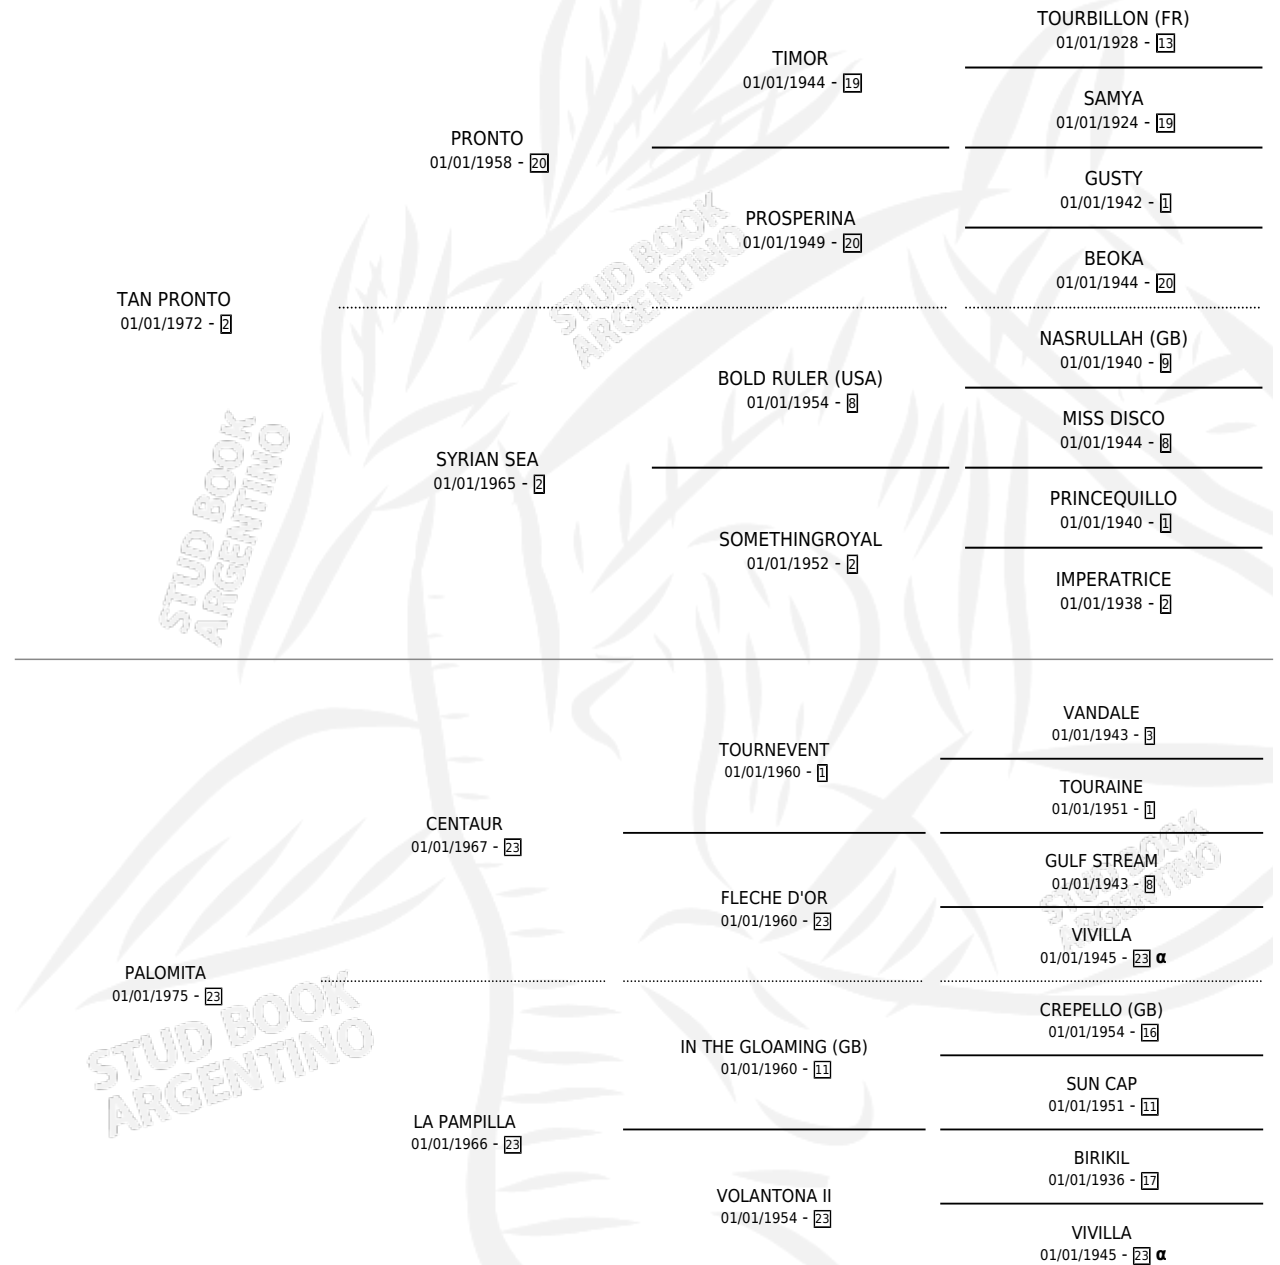 TOURBILLON (FR)
01/01/1928 - 13
TIMOR
01/01/1944 - 19
SAMYA
01/01/1924 - 19
PRONTO
01/01/1958 - 20
GUSTY
01/01/1942 - 1
PROSPERINA
01/01/1949 - 20
BEOKA
01/01/1944 - 20
TAN PRONTO
01/01/1972 - 2
NASRULLAH (GB)
01/01/1940 - 9
BOLD RULER (USA)
01/01/1954 - 8
MISS DISCO
01/01/1944 - 8
SYRIAN SEA
01/01/1965 - 2
PRINCEQUILLO
01/01/1940 - 1
SOMETHINGROYAL
01/01/1952 - 2
IMPERATRICE
01/01/1938 - 2
VANDALE
01/01/1943 - 3
TOURNEVENT
01/01/1960 - 1
TOURAINE
01/01/1951 - 1
CENTAUR
01/01/1967 - 23
GULF STREAM
01/01/1943 - 8
FLECHE D'OR
01/01/1960 - 23
VIVILLA
01/01/1945 - 23 α
PALOMITA
01/01/1975 - 23
CREPELLO (GB)
01/01/1954 - 16
IN THE GLOAMING (GB)
01/01/1960 - 11
SUN CAP
01/01/1951 - 11
LA PAMPILLA
01/01/1966 - 23
BIRIKIL
01/01/1936 - 17
VOLANTONA II
01/01/1954 - 23
VIVILLA
01/01/1945 - 23 α
STUD BOOK
ARGENTINO
STUD BOOK
ARGENTINO
STUD BOOK
ARGENTINO
STUD BOOK
ARGENTINO